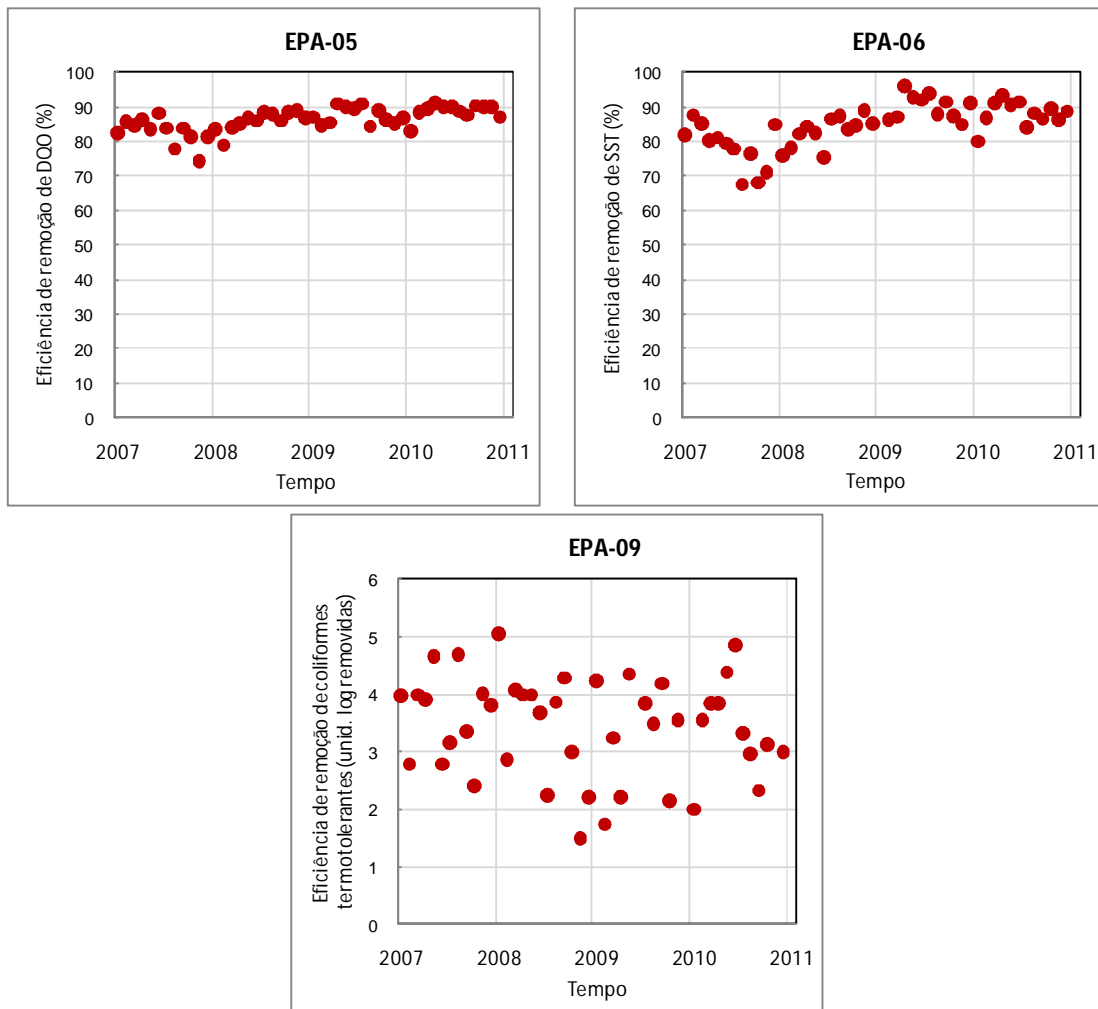 EPA-05
Eficiência de remoção de DQO (%)
100
90
80
70
60
50
40
30
20
10
0
2007 2008 2009 2010 2011
Tempo
EPA-06
Eficiência de remoção de SST (%)
100
90
80
70
60
50
40
30
20
10
0
2007 2008 2009 2010 2011
Tempo
EPA-09
Eficiência de remoção de coliformes
termotolerantes (unid. log removidas)
6
5
4
3
2
1
0
2007 2008 2009 2010 2011
Tempo